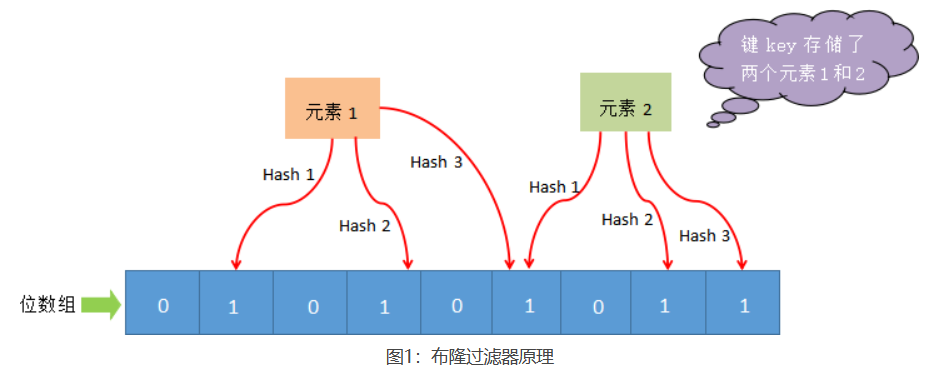 键 key 存储了
两个元素1和2
元素 1
元素 2
Hash 1
Hash 2
Hash 3
Hash 1
Hash 2
Hash 3
位数组
0 1 0 1 0 1 0 1 1
图1：布隆过滤器原理